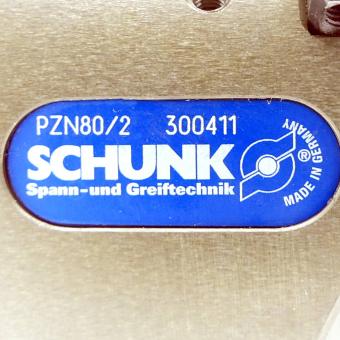 PZN80/2 300411
SCHUNK ®
Spann-und Greiftechnik
MADE IN GERMANY